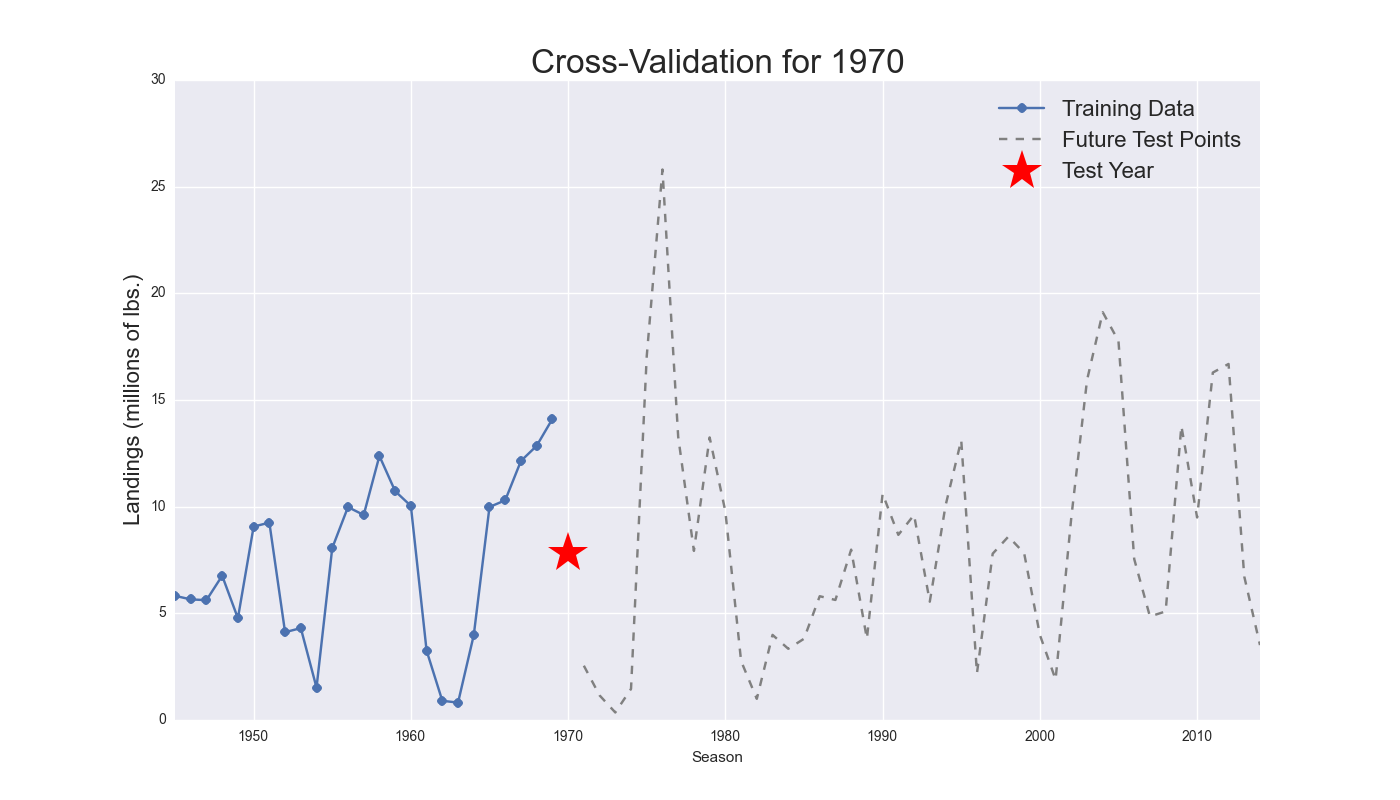 Cross-Validation for 1970
30
25
20
15
10
5
0
Landings (millions of lbs.)
Training Data
Future Test Points
Test Year
1950 1960 1970 1980 1990 2000 2010
Season